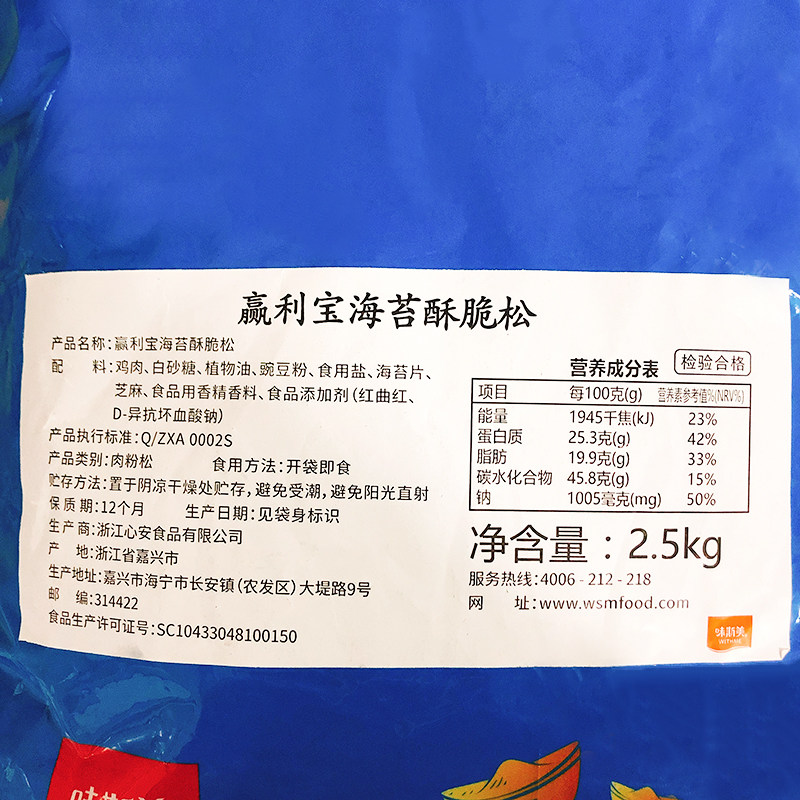 赢利宝海苔酥脆松
产品名称:赢利宝海苔酥脆松
配 料:鸡肉、白砂糖、植物油、豌豆粉、食用盐、海苔片、
芝麻、食品用香精香料、食品添加剂(红曲红、
D-异抗坏血酸钠)
产品执行标准:Q/ZXA 0002S
产品类别:肉粉松 食用方法:开袋即食
贮存方法:置于阴凉干燥处贮存,避免受潮,避免阳光直射
保质期:12个月 生产日期:见袋身标识
生产商:浙江心安食品有限公司
产 地:浙江省嘉兴市
生产地址:嘉兴市海宁市长安镇(农发区)大堤路9号
邮 编:314422
食品生产许可证号:SC10433048100150
营养成分表 检验合格
项目 每100克(g) 营养素参考值%(NRV%)
能量 1945千焦(kJ) 23%
蛋白质 25.3克(g) 42%
脂肪 19.9克(g) 33%
碳水化合物 45.8克(g) 15%
钠 1005毫克(mg) 50%
净含量:2.5kg
服务热线:4006-212-218
网 址:www.wsmfood.com
味斯美
WITHME